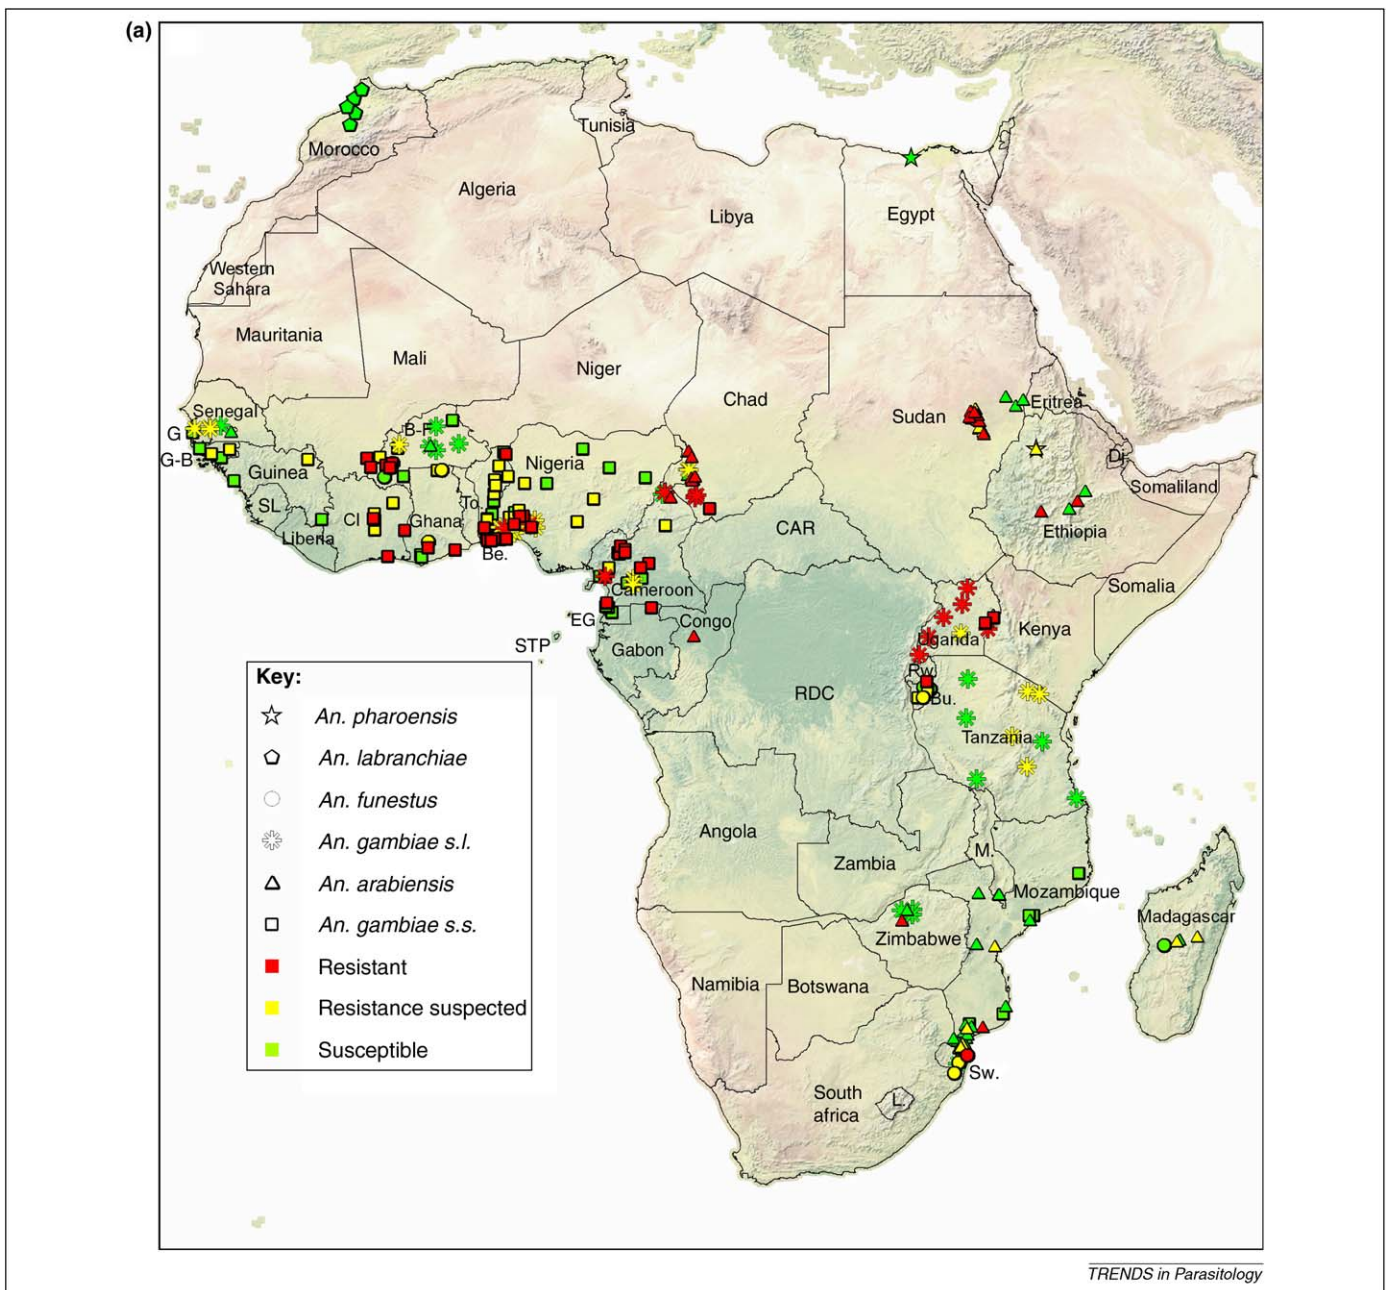 (a)
Tunisia
Morocco
Algeria
Libya
Egypt
Western
Sahara
Mauritania
Mali
Niger
Chad
Sudan
Eritrea
Senegal
G
B-F
G-B
Guinea
Nigeria
Dj.
Somaliland
SL
CI
Ghana
To.
Liberia
Be.
CAR
Ethiopia
Cameroon
Somalia
EG
Congo
Uganda
Kenya
STP
Gabon
Rw.
RDC
Bu.
Tanzania
Angola
Zambia
M.
Mozambique
Madagascar
Zimbabwe
Namibia
Botswana
Sw.
South
africa
L.
Key:
An. pharoensis
An. labranchiae
An. funestus
An. gambiae s.l.
An. arabiensis
An. gambiae s.s.
Resistant
Resistance suspected
Susceptible
TRENDS in Parasitology